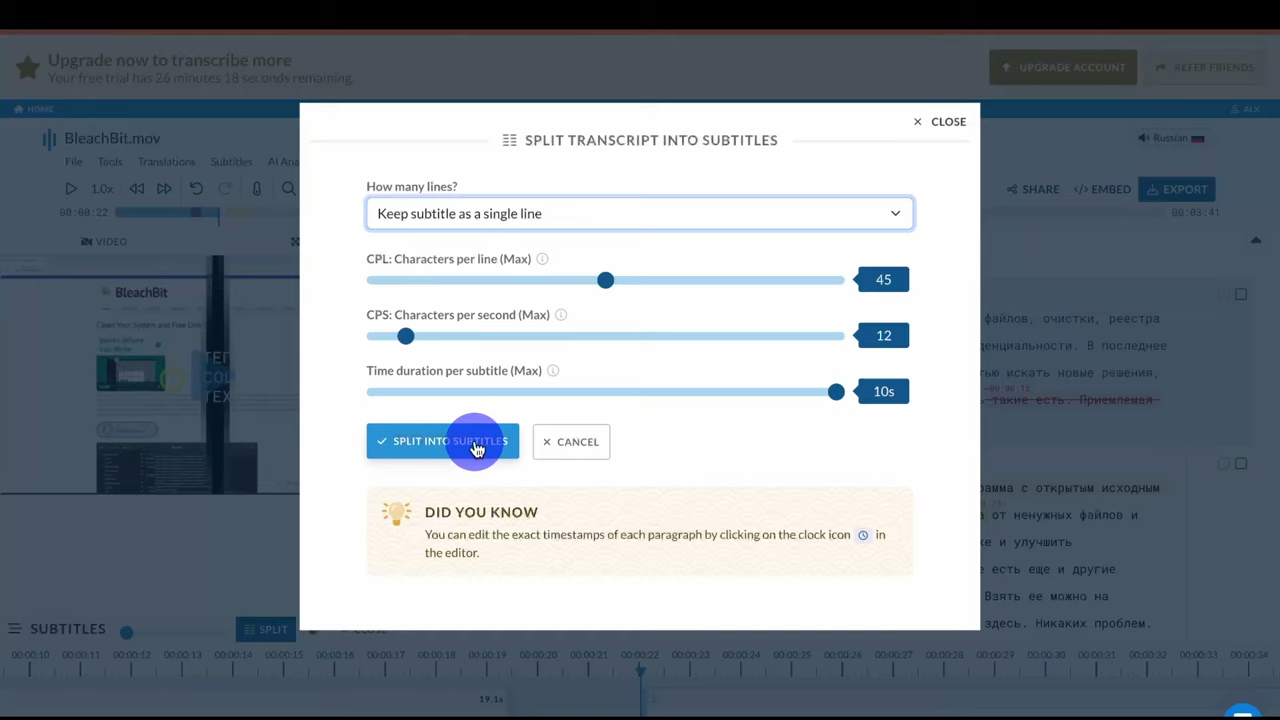 Upgrade now to transcribe more
Your free trial has 26 minutes 18 seconds remaining.
UPGRADE ACCOUNT
REFER FRIENDS
HOME
ALX
BleachBit.mov
Russian
File Tools Translations Subtitles AI Ana
1.0x
SHARE
</> EMBED
EXPORT
00:00:22
00:03:41
VIDEO
CLOSE
SPLIT TRANSCRIPT INTO SUBTITLES
How many lines?
Keep subtitle as a single line
CPL: Characters per line (Max)
45
CPS: Characters per second (Max)
12
Time duration per subtitle (Max)
10s
SPLIT INTO SUBTITLES
CANCEL
DID YOU KNOW
You can edit the exact timestamps of each paragraph by clicking on the clock icon in
the editor.
BleachBit
файлов, очистки, реестра
денциальности. В последнее
тью искать новые решения,
такие есть. Приемлемая
рамма с открытым исходным
а от ненужных файлов и
ке и улучшить
есть еще и другие
Взять ее можно на
здесь. Никаких проблем.
SUBTITLES
SPLIT
CLOSE
00:00:10 00:00:11 00:00:12 00:00:13 00:00:14 00:00:15 00:00:16 00:00:17 00:00:18 00:00:19 00:00:20 00:00:21 00:00:22 00:00:23 00:00:24 00:00:25 00:00:26 00:00:27 00:00:28 00:00:29 00:00:30 00:00:31 00:00:32 00:00:33 00:00:34
19.1s